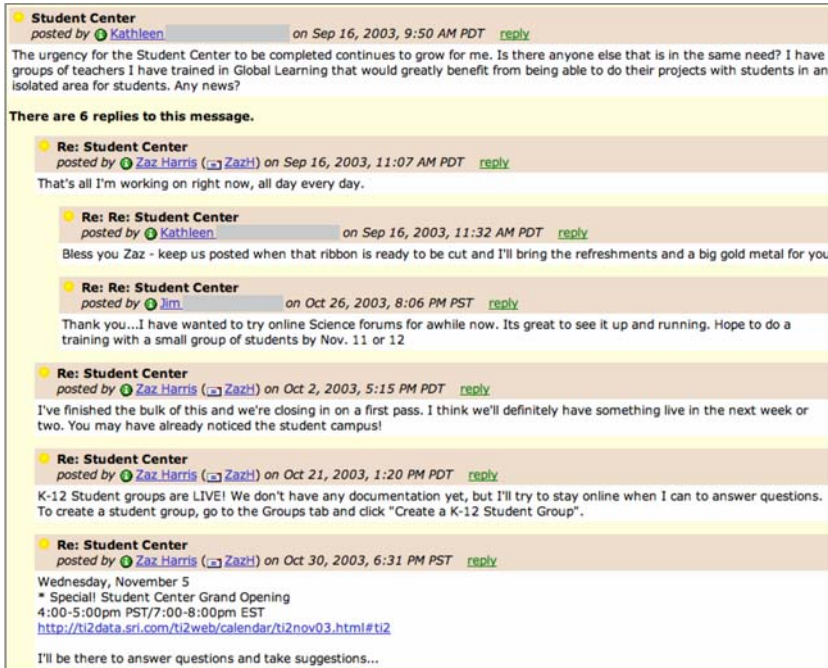 Student Center
posted by Kathleen on Sep 16, 2003, 9:50 AM PDT reply
The urgency for the Student Center to be completed continues to grow for me. Is there anyone else that is in the same need? I have
groups of teachers I have trained in Global Learning that would greatly benefit from being able to do their projects with students in an
isolated area for students. Any news?
There are 6 replies to this message.
Re: Student Center
posted by Zaz Harris (ZazH) on Sep 16, 2003, 11:07 AM PDT reply
That's all I'm working on right now, all day every day.
Re: Re: Student Center
posted by Kathleen on Sep 16, 2003, 11:32 AM PDT reply
Bless you Zaz - keep us posted when that ribbon is ready to be cut and I'll bring the refreshments and a big gold metal for you
Re: Re: Student Center
posted by Jim on Oct 26, 2003, 8:06 PM PST reply
Thank you...I have wanted to try online Science forums for awhile now. Its great to see it up and running. Hope to do a
training with a small group of students by Nov. 11 or 12
Re: Student Center
posted by Zaz Harris (ZazH) on Oct 2, 2003, 5:15 PM PDT reply
I've finished the bulk of this and we're closing in on a first pass. I think we'll definitely have something live in the next week or
two. You may have already noticed the student campus!
Re: Student Center
posted by Zaz Harris (ZazH) on Oct 21, 2003, 1:20 PM PDT reply
K-12 Student groups are LIVE! We don't have any documentation yet, but I'll try to stay online when I can to answer questions.
To create a student group, go to the Groups tab and click "Create a K-12 Student Group".
Re: Student Center
posted by Zaz Harris (ZazH) on Oct 30, 2003, 6:31 PM PST reply
Wednesday, November 5
* Special! Student Center Grand Opening
4:00-5:00pm PST/7:00-8:00pm EST
http://ti2data.sri.com/ti2web/calendar/ti2nov03.html#ti2
I'll be there to answer questions and take suggestions...